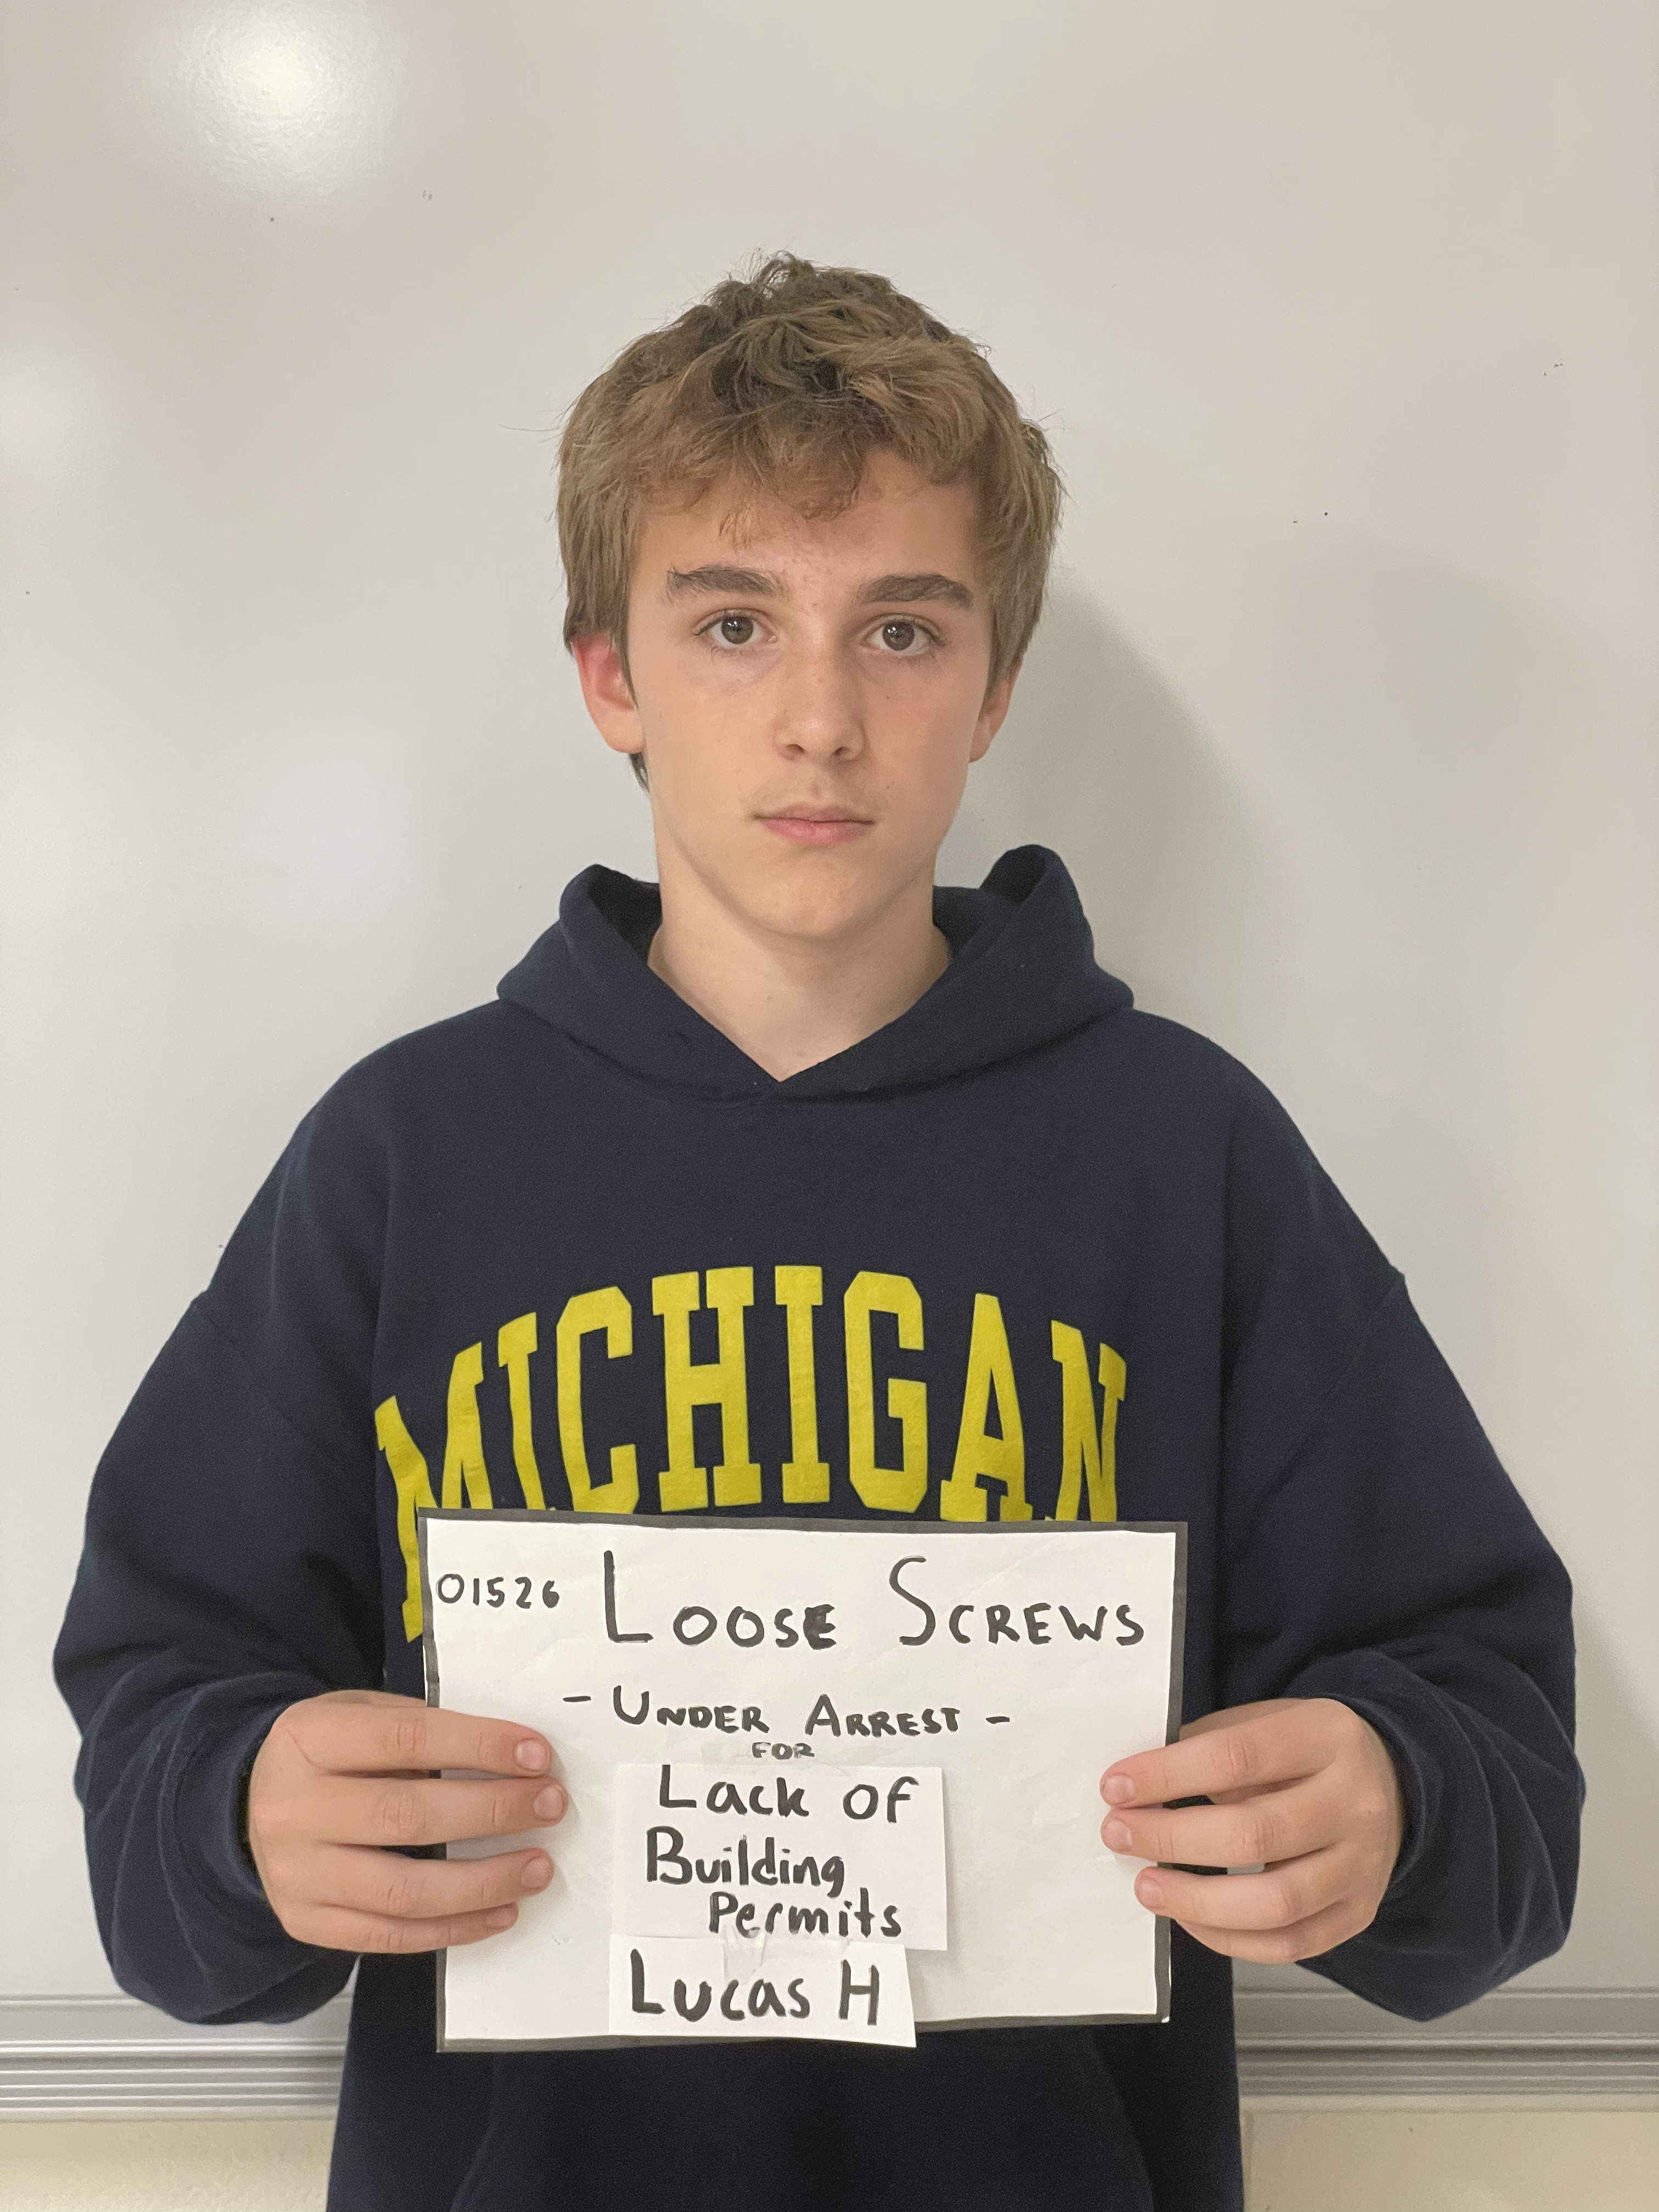 MICHIGAN
01526 LOOSE SCREWS
- UNDER ARREST -
FOR
Lack of
Building
Permits
Lucas H